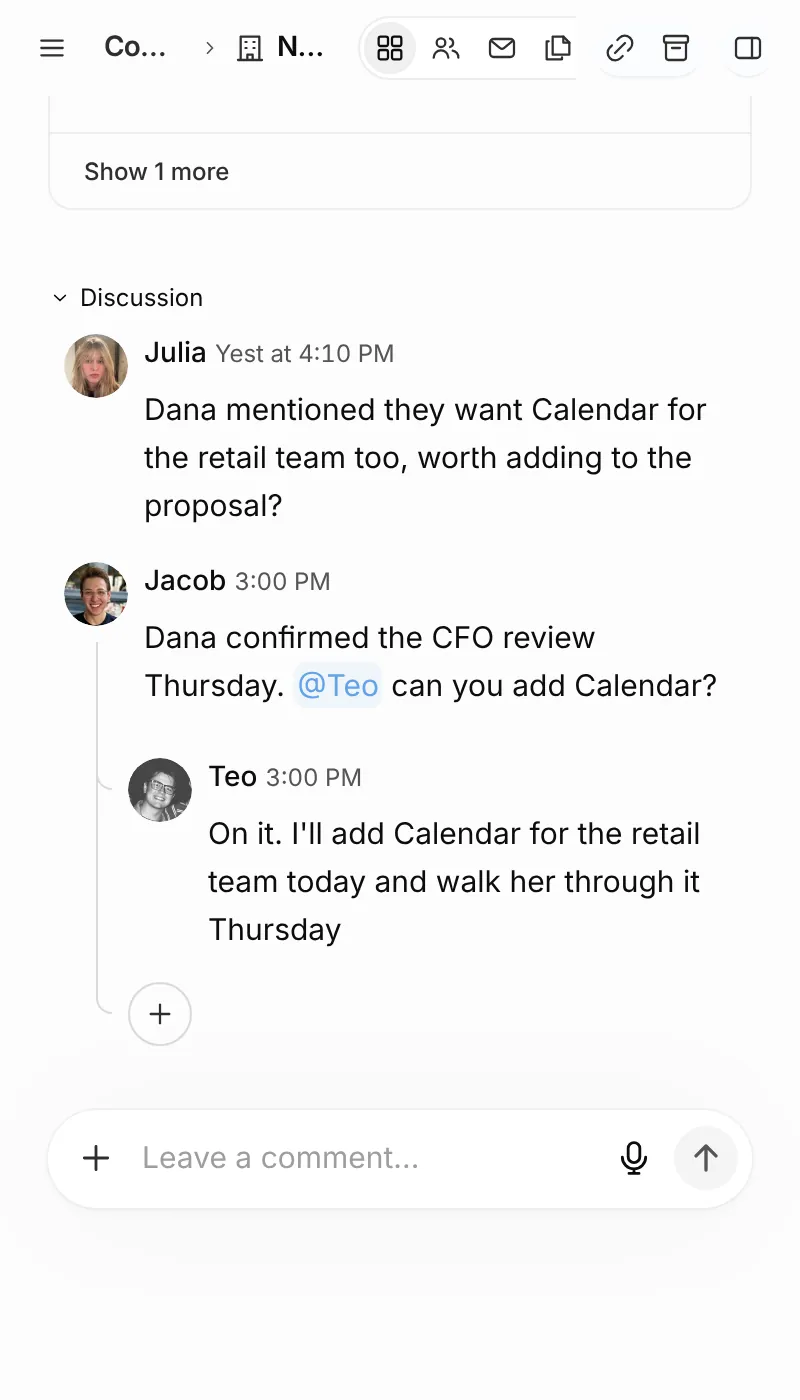 Co... > N...
Show 1 more
Discussion
Julia Yest at 4:10 PM
Dana mentioned they want Calendar for
the retail team too, worth adding to the
proposal?
Jacob 3:00 PM
Dana confirmed the CFO review
Thursday. @Teo can you add Calendar?
Teo 3:00 PM
On it. I'll add Calendar for the retail
team today and walk her through it
Thursday
Leave a comment...